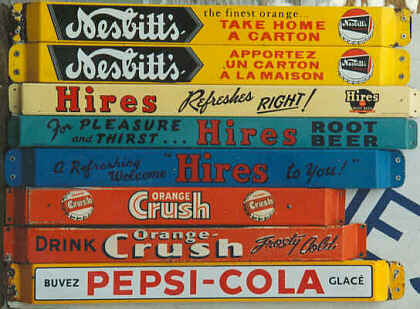 Nesbitt's. the finest orange...
TAKE HOME
A CARTON
Nesbitt's
Nesbitt's. APPORTEZ
UN CARTON
À LA MAISON
Nesbitt's
Hires Refreshes RIGHT! Hires
For PLEASURE
and THIRST... Hires ROOT
BEER
A Refreshing
Welcome "Hires to You!"
Crush ORANGE
Crush Crush
DRINK Orange-
Crush Frosty Cold!
BUVEZ PEPSI-COLA GLACÉ